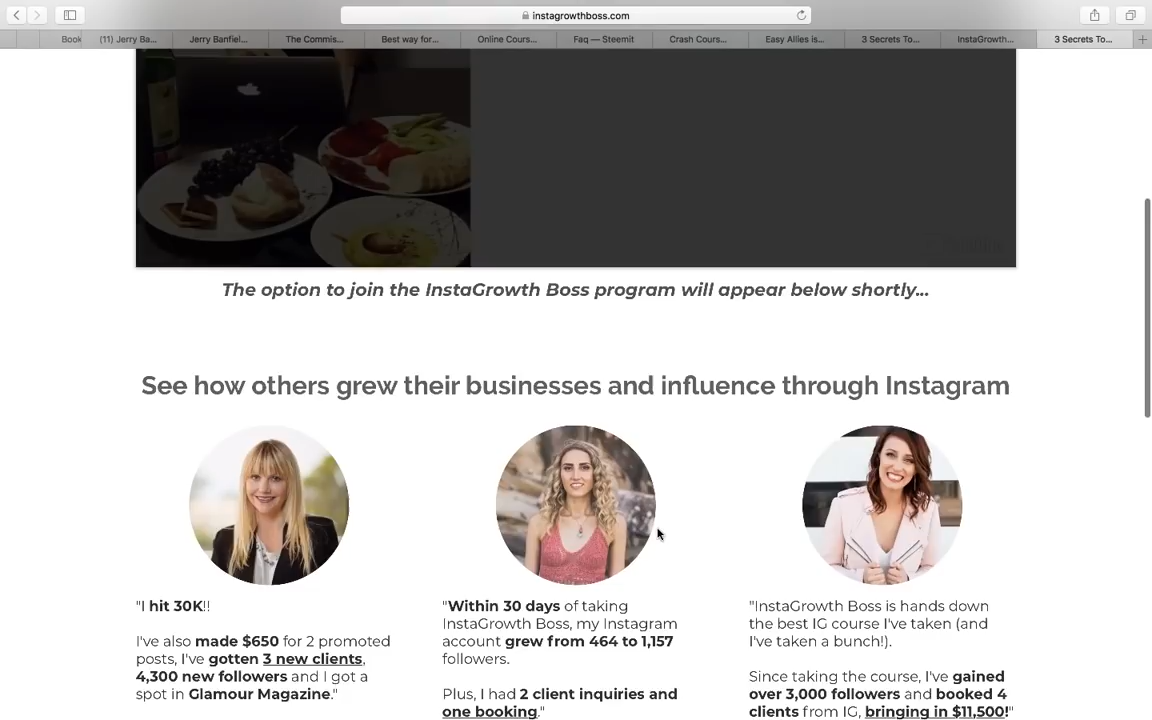 instagrowthboss.com
Book
(11) Jerry Ba...
Jerry Banfiel...
The Commis...
Best way for...
Online Cours...
Faq — Steemit
Crash Cours...
Easy Allies is...
3 Secrets To...
InstaGrowth...
3 Secrets To...
The option to join the InstaGrowth Boss program will appear below shortly...
See how others grew their businesses and influence through Instagram
"I hit 30K!!
I've also made $650 for 2 promoted
posts, I've gotten 3 new clients,
4,300 new followers and I got a
spot in Glamour Magazine."
"Within 30 days of taking
InstaGrowth Boss, my Instagram
account grew from 464 to 1,157
followers.
Plus, I had 2 client inquiries and
one booking."
"InstaGrowth Boss is hands down
the best IG course I've taken (and
I've taken a bunch!).
Since taking the course, I've gained
over 3,000 followers and booked 4
clients from IG, bringing in $11,500!"